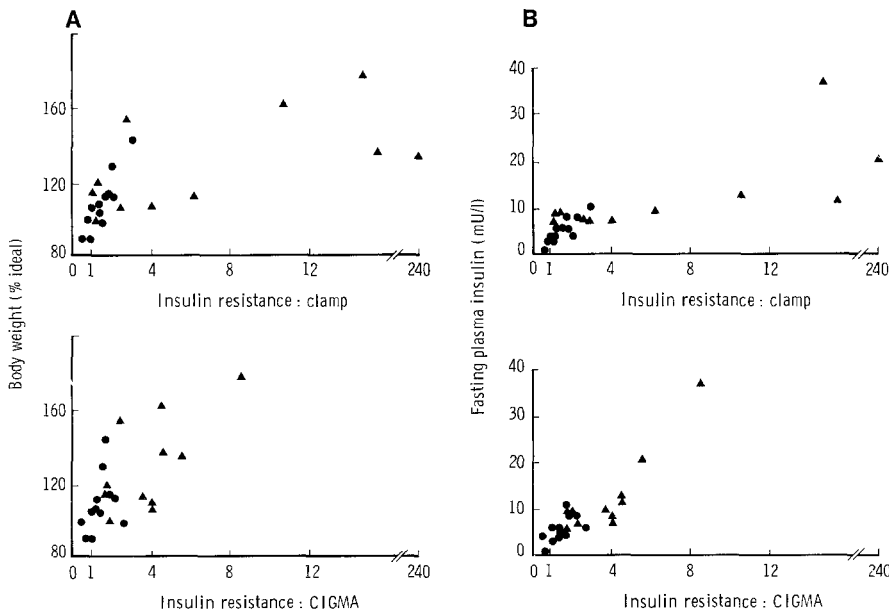 A
B
Body weight (% ideal)
160
120
80
0 1 4 8 12 240
Insulin resistance : clamp
Fasting plasma insulin (mU/l)
40
30
20
10
0
0 1 4 8 12 240
Insulin resistance : clamp
160
120
80
0 1 4 8 12 240
Insulin resistance : CIGMA
40
30
20
10
0
0 1 4 8 12 240
Insulin resistance : CIGMA